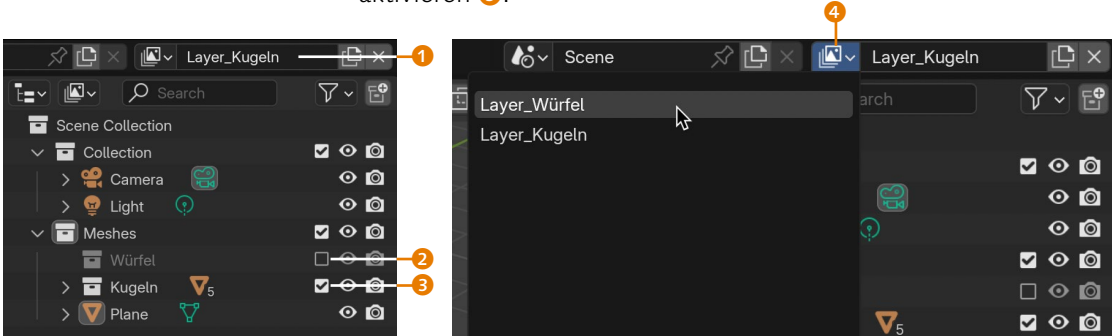 aktivieren 3.
4
Layer_Kugeln
1
Search
Scene Collection
Collection
Camera
Light
Meshes
Würfel
2
Kugeln 5
3
Plane
Scene
Layer_Kugeln
Layer_Würfel
arch
Layer_Kugeln
5